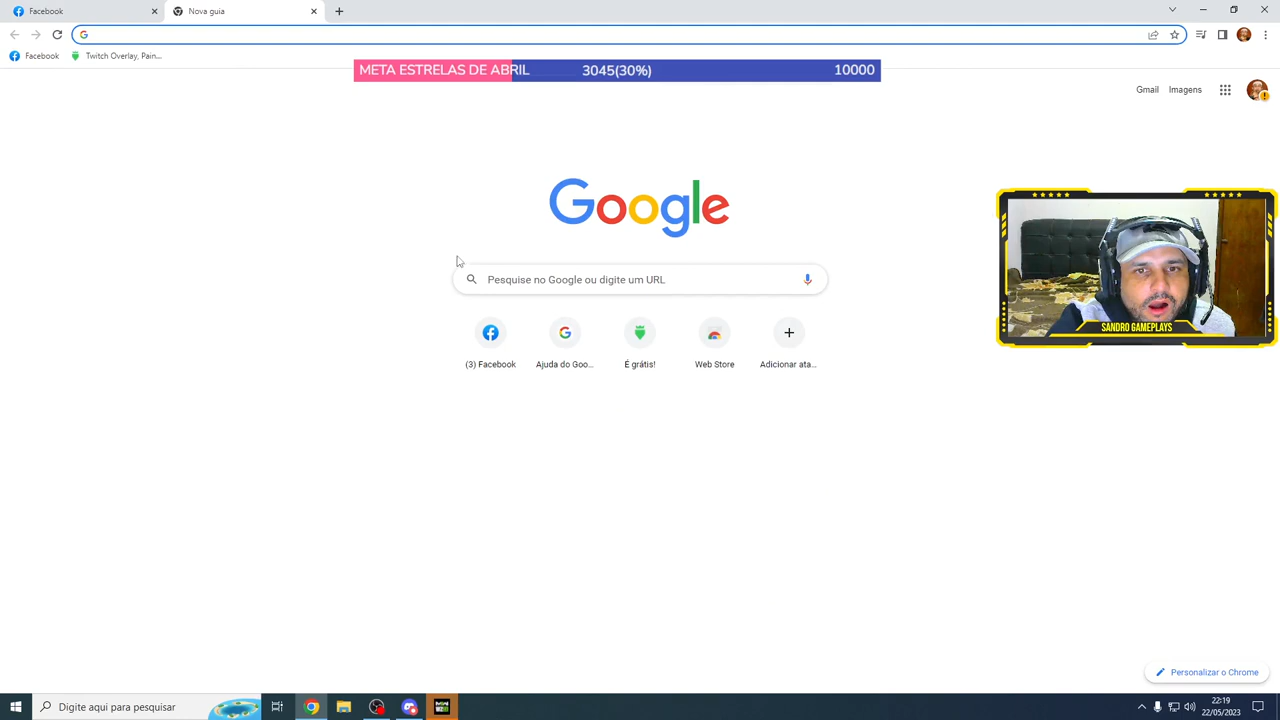 Facebook
Nova guia
Facebook
Twitch Overlay, Pain...
META ESTRELAS DE ABRIL 3045(30%) 10000
Gmail Imagens
Google
Pesquise no Google ou digite um URL
SANDRO GAMEPLAYS
(3) Facebook
Ajuda do Goo...
É grátis!
Web Store
Adicionar ata...
Personalizar o Chrome
Digite aqui para pesquisar
22:19
22/05/2023